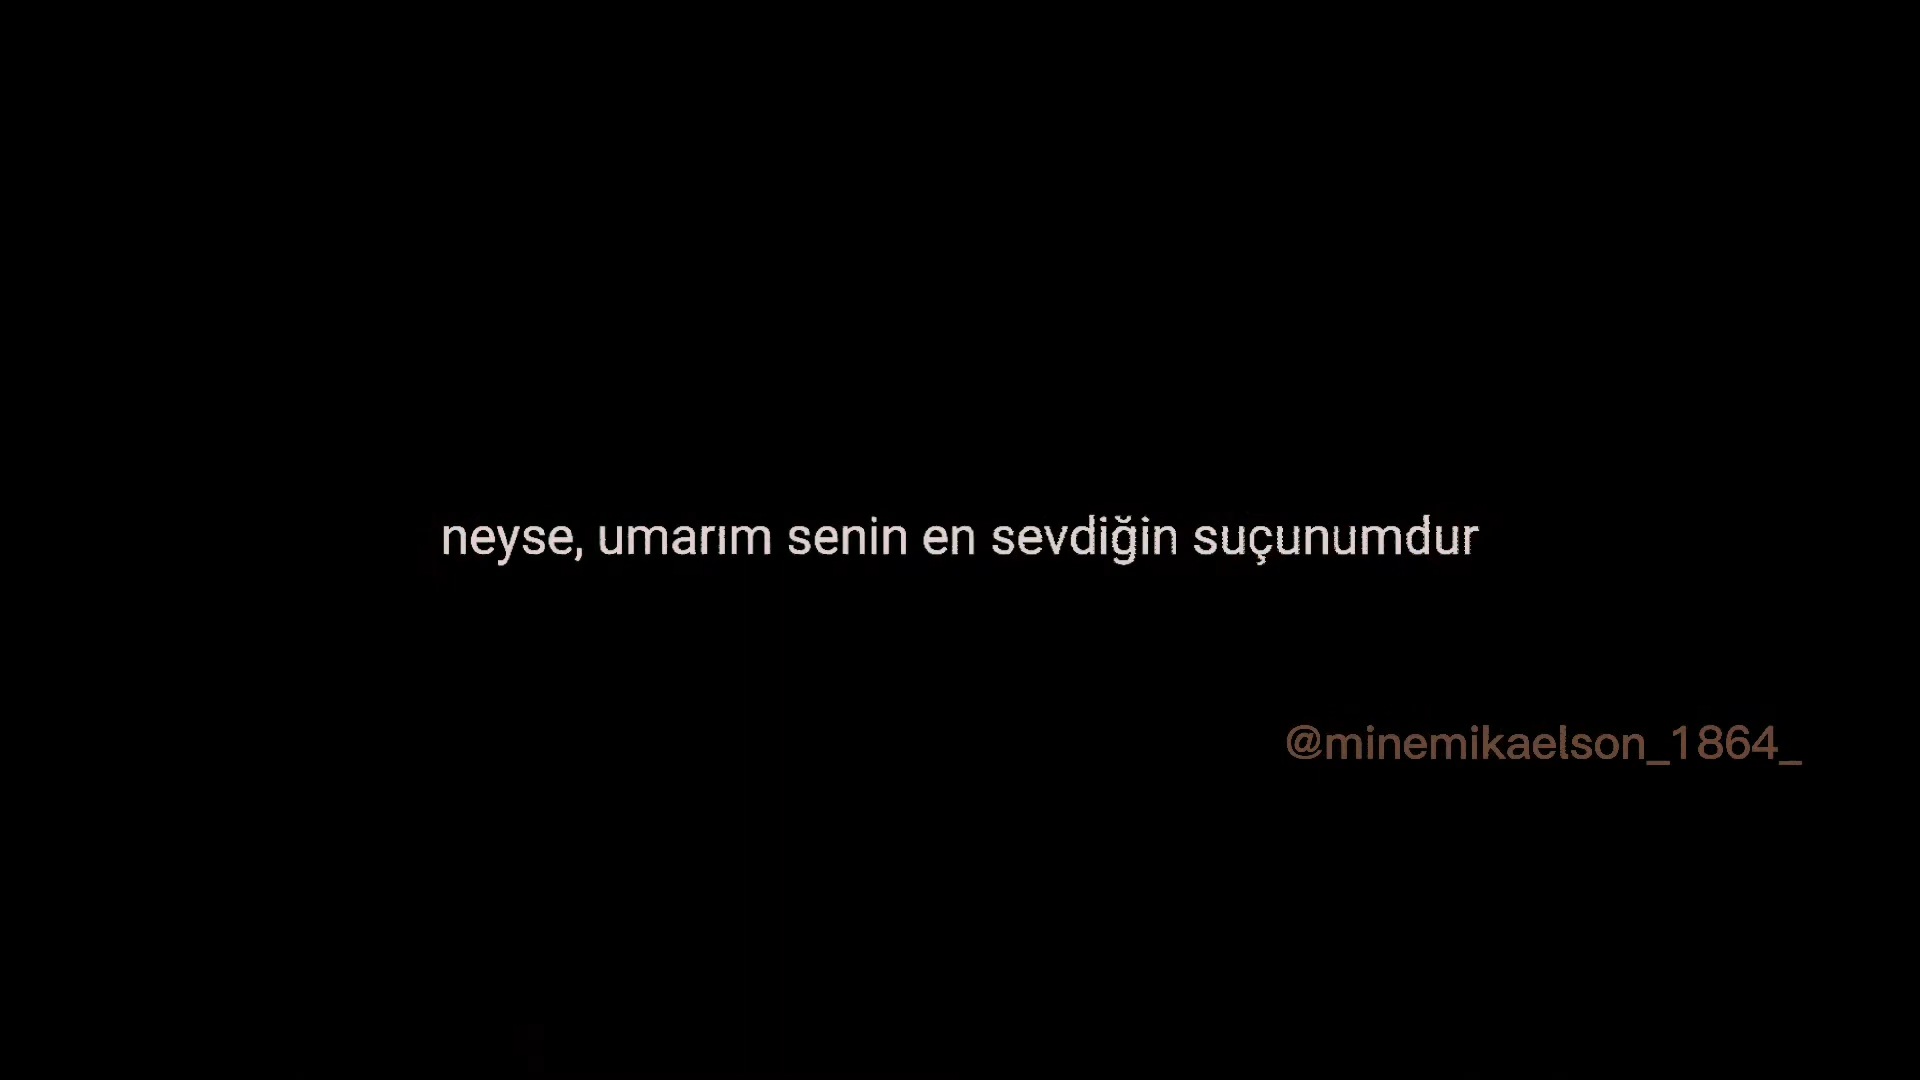 neyse, umarım senin en sevdiğin suçunumdur
@minemikaelson_1864_